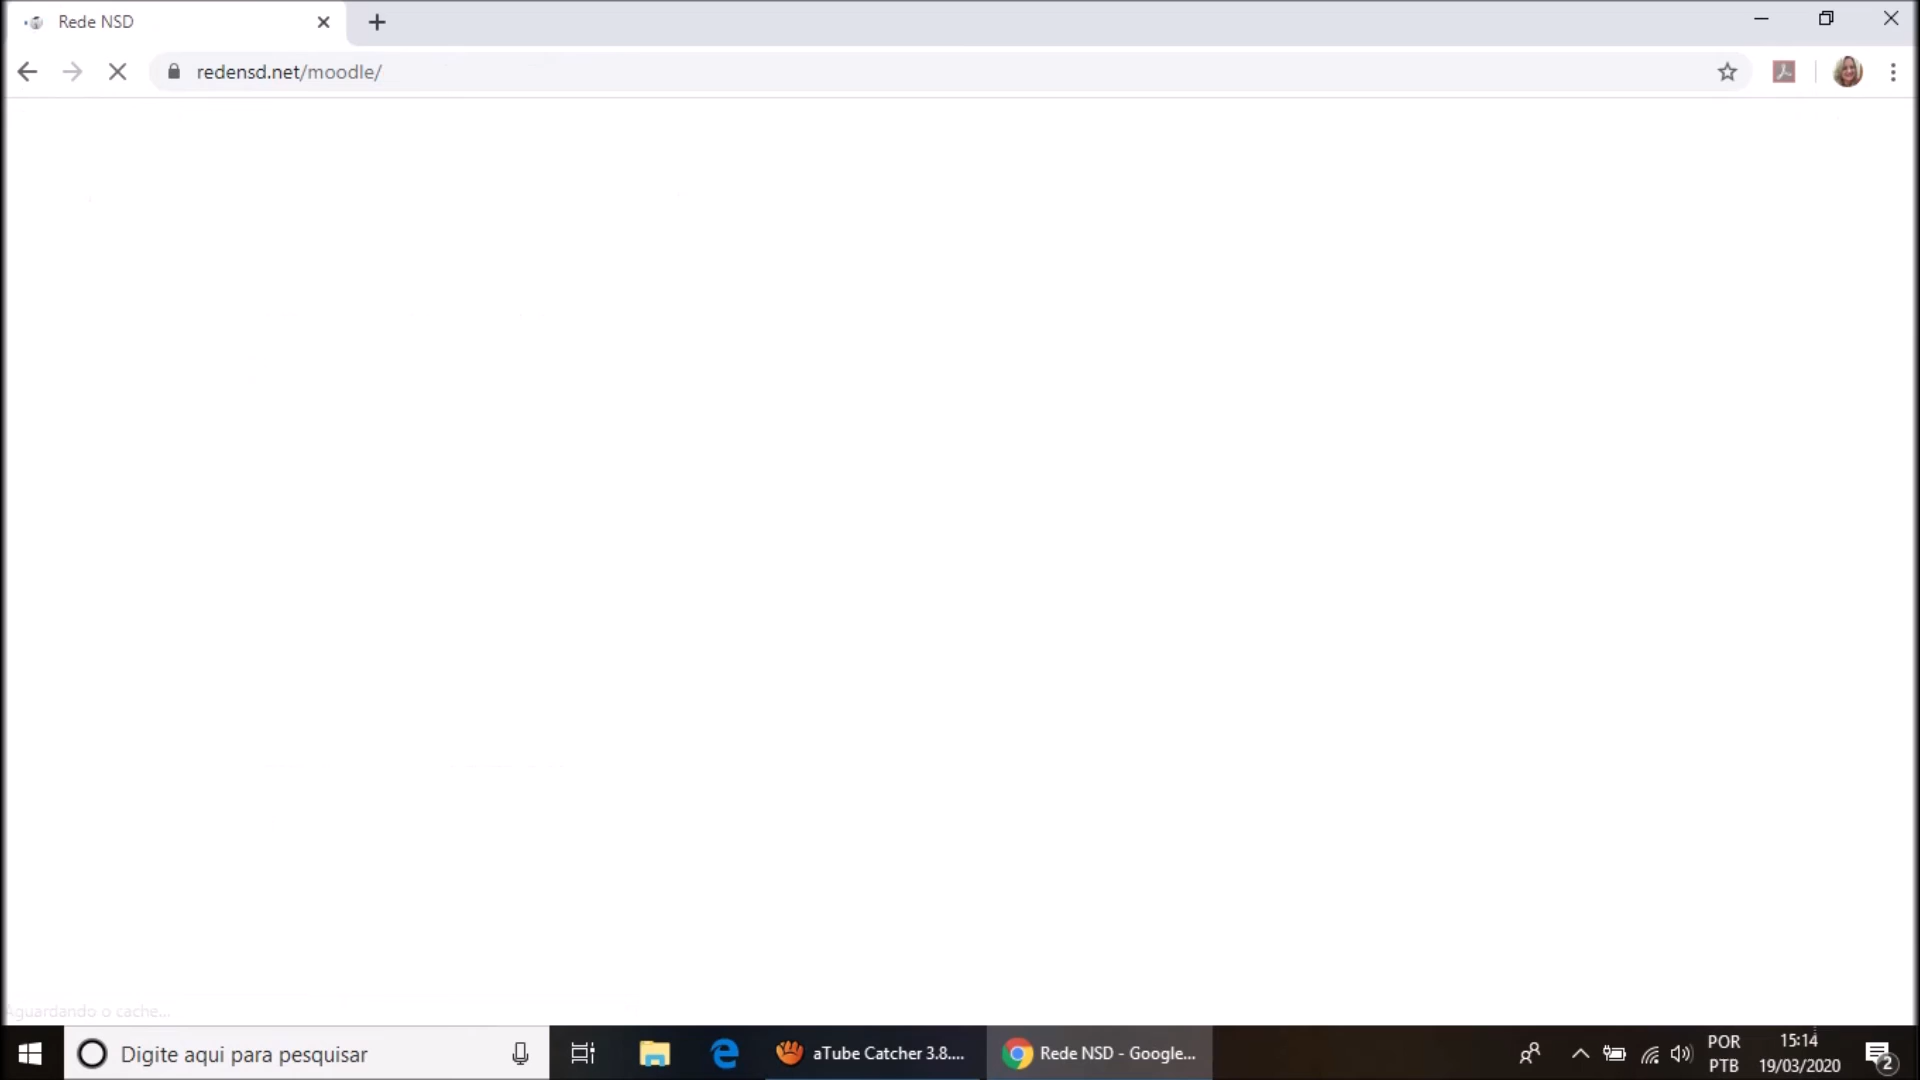 Rede NSD
redensd.net/moodle/
Aguardando o cache...
Digite aqui para pesquisar
aTube Catcher 3.8....
Rede NSD - Google...
POR
PTB
15:14
19/03/2020
2